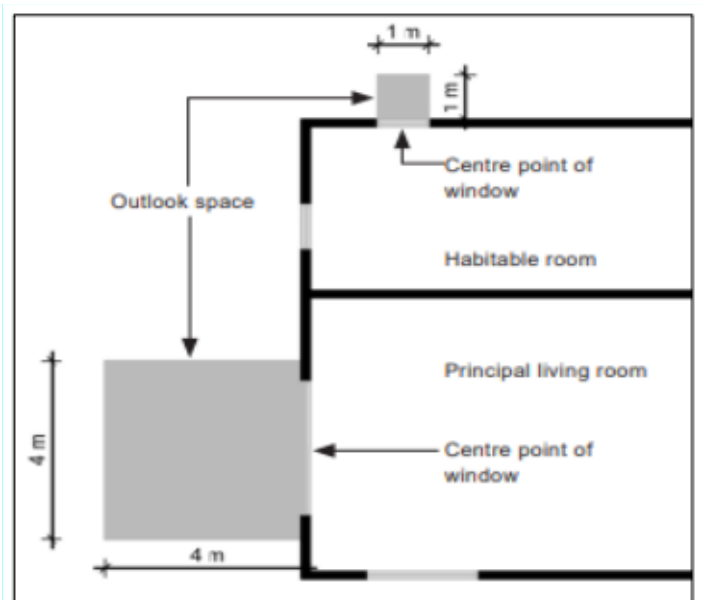 1 m
1 m
Centre point of
window
Outlook space
Habitable room
Principal living room
4 m
Centre point of
window
4 m